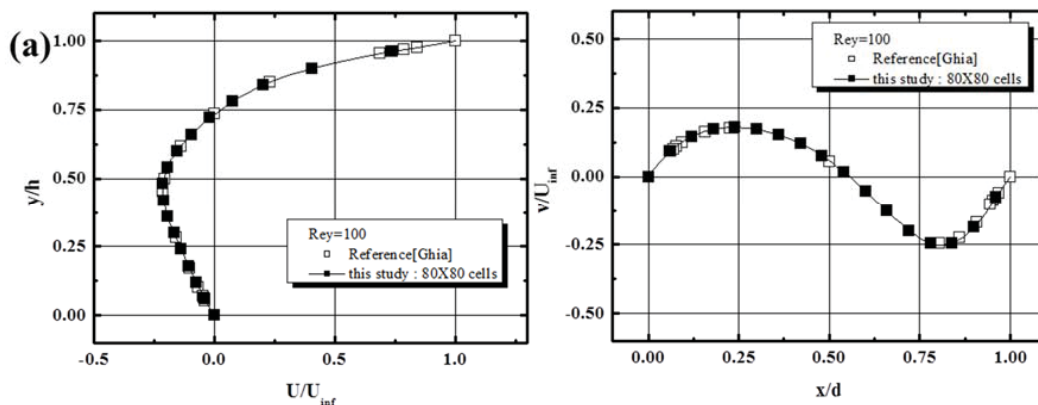 (a)
1.00
0.75
0.50
0.25
0.00
y/h
-0.5
0.0
0.5
1.0
U/U_inf
Rey=100
Reference[Ghia]
this study : 80X80 cells
0.50
0.25
0.00
-0.25
-0.50
v/U_inf
0.00
0.25
0.50
0.75
1.00
x/d
Rey=100
Reference[Ghia]
this study : 80X80 cells